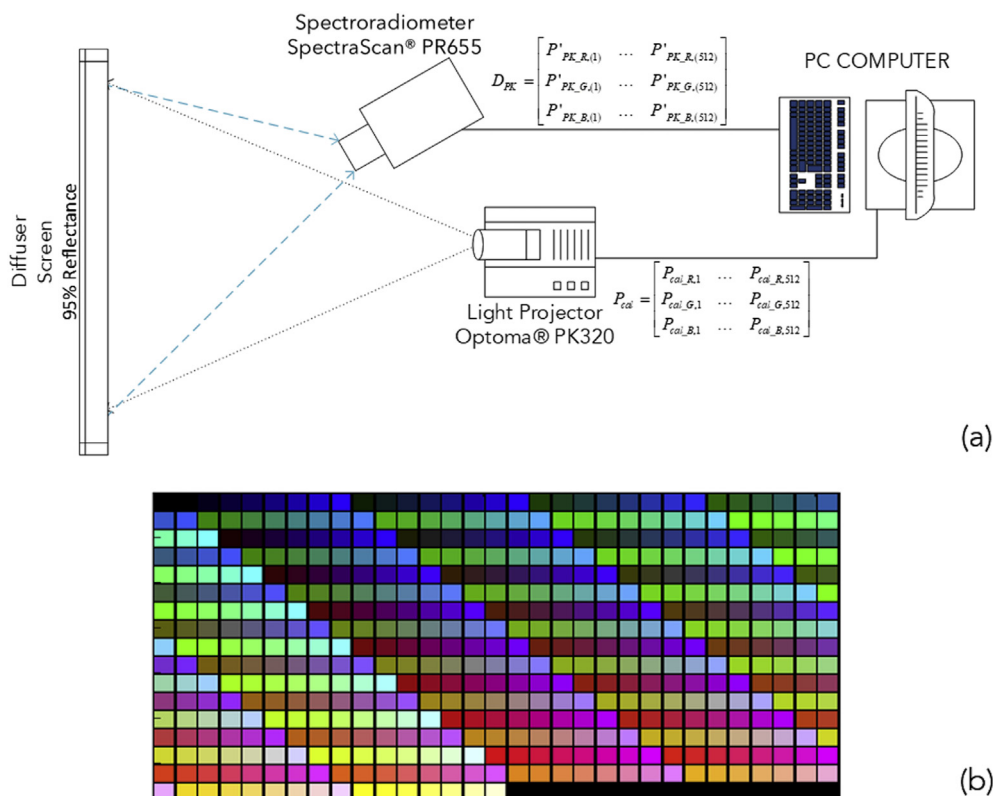 Spectroradiometer
SpectraScan® PR655
D_PK = [P'_PK_R,(1) ... P'_PK_R,(512)
P'_PK_G,(1) ... P'_PK_G,(512)
P'_PK_B,(1) ... P'_PK_B,(512)]
PC COMPUTER
Diffuser
Screen
95% Reflectance
Light Projector
Optoma® PK320
P_cal = [P_cal_R,1 ... P_cal_R,512
P_cal_G,1 ... P_cal_G,512
P_cal_B,1 ... P_cal_B,512]
(a)
(b)